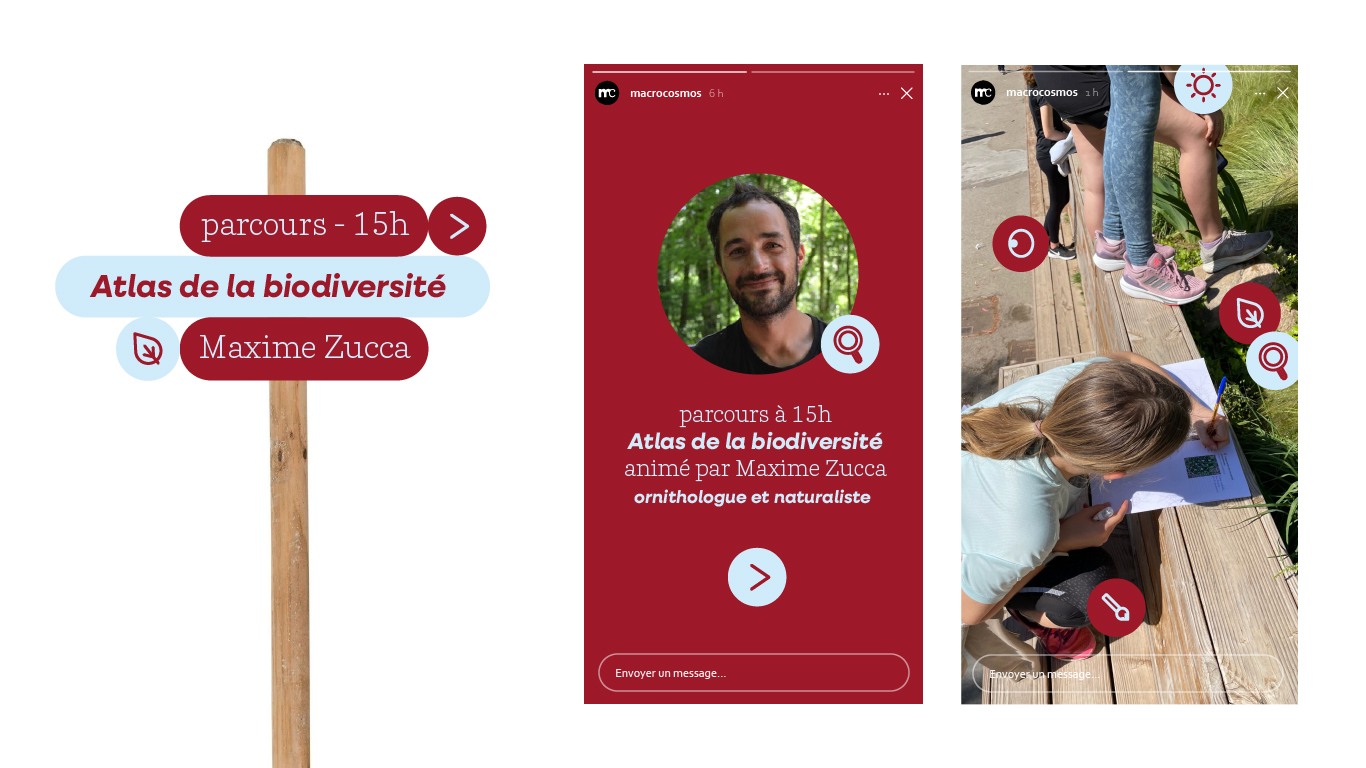 parcours - 15h
Atlas de la biodiversité
Maxime Zucca
mc macrocosmos 6 h
parcours à 15h
Atlas de la biodiversité
animé par Maxime Zucca
ornithologue et naturaliste
Envoyer un message...
mc macrocosmos 1 h
Envoyer un message...